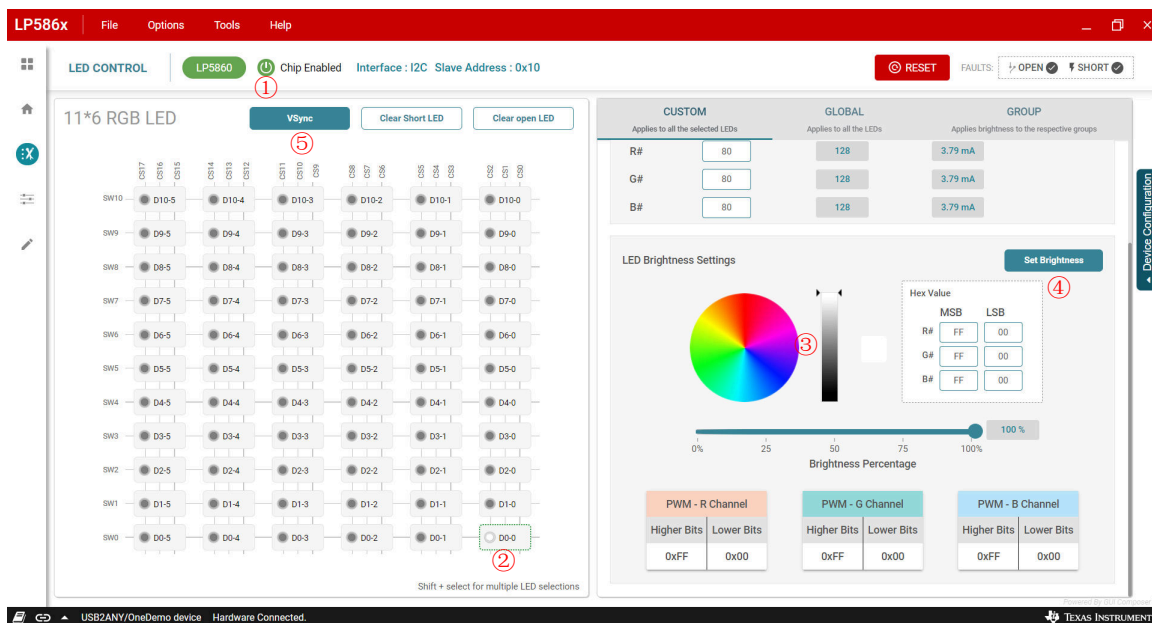 LP586x File Options Tools Help
LED CONTROL LP5860 Chip Enabled Interface : I2C Slave Address : 0x10 RESET FAULTS: OPEN SHORT
①
11*6 RGB LED VSync Clear Short LED Clear open LED
⑤
CS17 CS16 CS15 CS14 CS13 CS12 CS11 CS10 CS9 CS8 CS7 CS6 CS5 CS4 CS3 CS2 CS1 CS0
SW10 D10-5 D10-4 D10-3 D10-2 D10-1 D10-0
SW9 D9-5 D9-4 D9-3 D9-2 D9-1 D9-0
SW8 D8-5 D8-4 D8-3 D8-2 D8-1 D8-0
SW7 D7-5 D7-4 D7-3 D7-2 D7-1 D7-0
SW6 D6-5 D6-4 D6-3 D6-2 D6-1 D6-0
SW5 D5-5 D5-4 D5-3 D5-2 D5-1 D5-0
SW4 D4-5 D4-4 D4-3 D4-2 D4-1 D4-0
SW3 D3-5 D3-4 D3-3 D3-2 D3-1 D3-0
SW2 D2-5 D2-4 D2-3 D2-2 D2-1 D2-0
SW1 D1-5 D1-4 D1-3 D1-2 D1-1 D1-0
SW0 D0-5 D0-4 D0-3 D0-2 D0-1 D0-0
②
Shift + select for multiple LED selections
CUSTOM GLOBAL GROUP
Applies to all the selected LEDs Applies to all the LEDs Applies brightness to the respective groups
R# 80 128 3.79 mA
G# 80 128 3.79 mA
B# 80 128 3.79 mA
Device Configuration
LED Brightness Settings Set Brightness
④
Hex Value
MSB LSB
R# FF 00
③
G# FF 00
B# FF 00
100 %
0% 25 50 75 100%
Brightness Percentage
PWM - R Channel PWM - G Channel PWM - B Channel
Higher Bits Lower Bits Higher Bits Lower Bits Higher Bits Lower Bits
0xFF 0x00 0xFF 0x00 0xFF 0x00
Powered By GUI Composer
USB2ANY/OneDemo device Hardware Connected. TEXAS INSTRUMENT